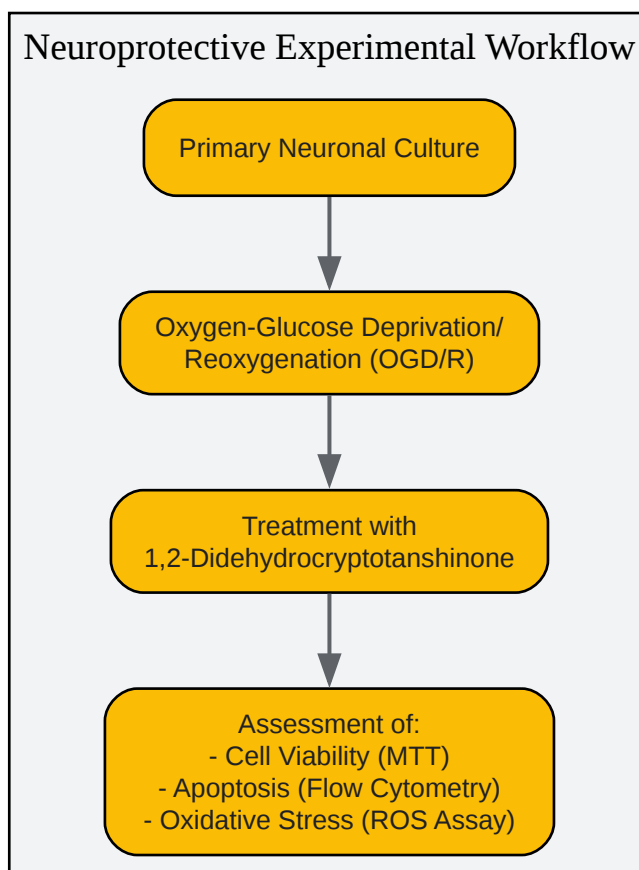 Neuroprotective Experimental Workflow
Primary Neuronal Culture
Oxygen-Glucose Deprivation/
Reoxygenation (OGD/R)
Treatment with
1,2-Didehydrocryptotanshinone
Assessment of:
- Cell Viability (MTT)
- Apoptosis (Flow Cytometry)
- Oxidative Stress (ROS Assay)